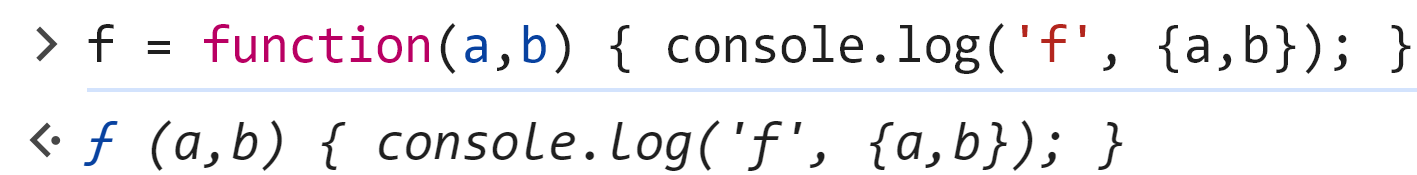 > f = function(a,b) { console.log('f', {a,b}); }
<· ƒ (a,b) { console.log('f', {a,b}); }